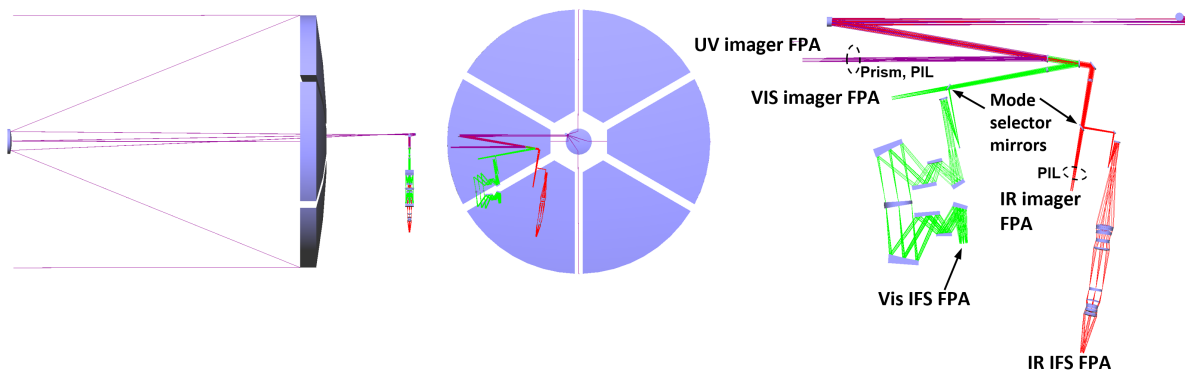 UV imager FPA
Prism, PIL
VIS imager FPA
Mode
selector
mirrors
PIL
IR imager
FPA
Vis IFS FPA
IR IFS FPA